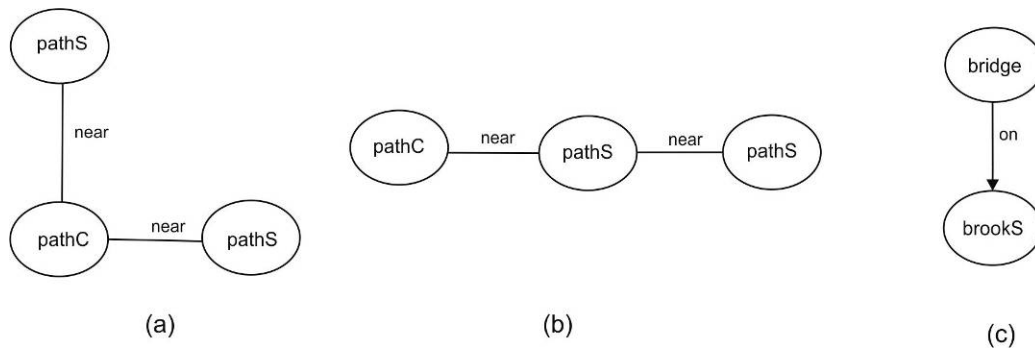 pathS
near
pathC
near
pathS
(a)
pathC
near
pathS
near
pathS
(b)
bridge
on
brookS
(c)